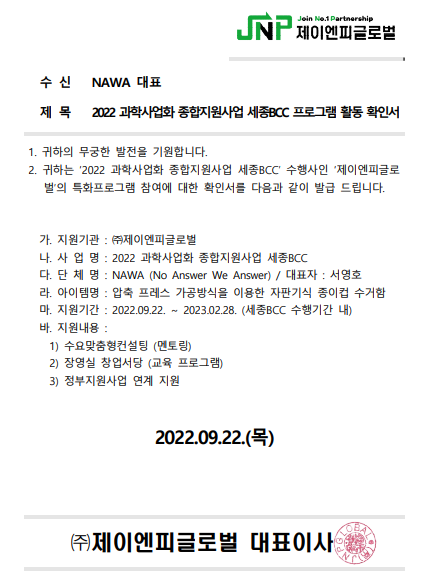 Join No.1 Partnership
JNP 제이엔피글로벌
수 신 NAWA 대표
제 목 2022 과학사업화 종합지원사업 세종BCC 프로그램 활동 확인서
1. 귀하의 무궁한 발전을 기원합니다.
2. 귀하는 '2022 과학사업화 종합지원사업 세종BCC' 수행사인 '제이엔피글로
벌'의 특화프로그램 참여에 대한 확인서를 다음과 같이 발급 드립니다.
가. 지원기관 : ㈜제이엔피글로벌
나. 사 업 명 : 2022 과학사업화 종합지원사업 세종BCC
다. 단 체 명 : NAWA (No Answer We Answer) / 대표자 : 서영호
라. 아이템명 : 압축 프레스 가공방식을 이용한 자판기식 종이컵 수거함
마. 지원기간 : 2022.09.22. ~ 2023.02.28. (세종BCC 수행기간 내)
바. 지원내용 :
1) 수요맞춤형컨설팅 (멘토링)
2) 장영실 창업서당 (교육 프로그램)
3) 정부지원사업 연계 지원
2022.09.22.(목)
㈜제이엔피글로벌 대표이사
JNP GLOBAL